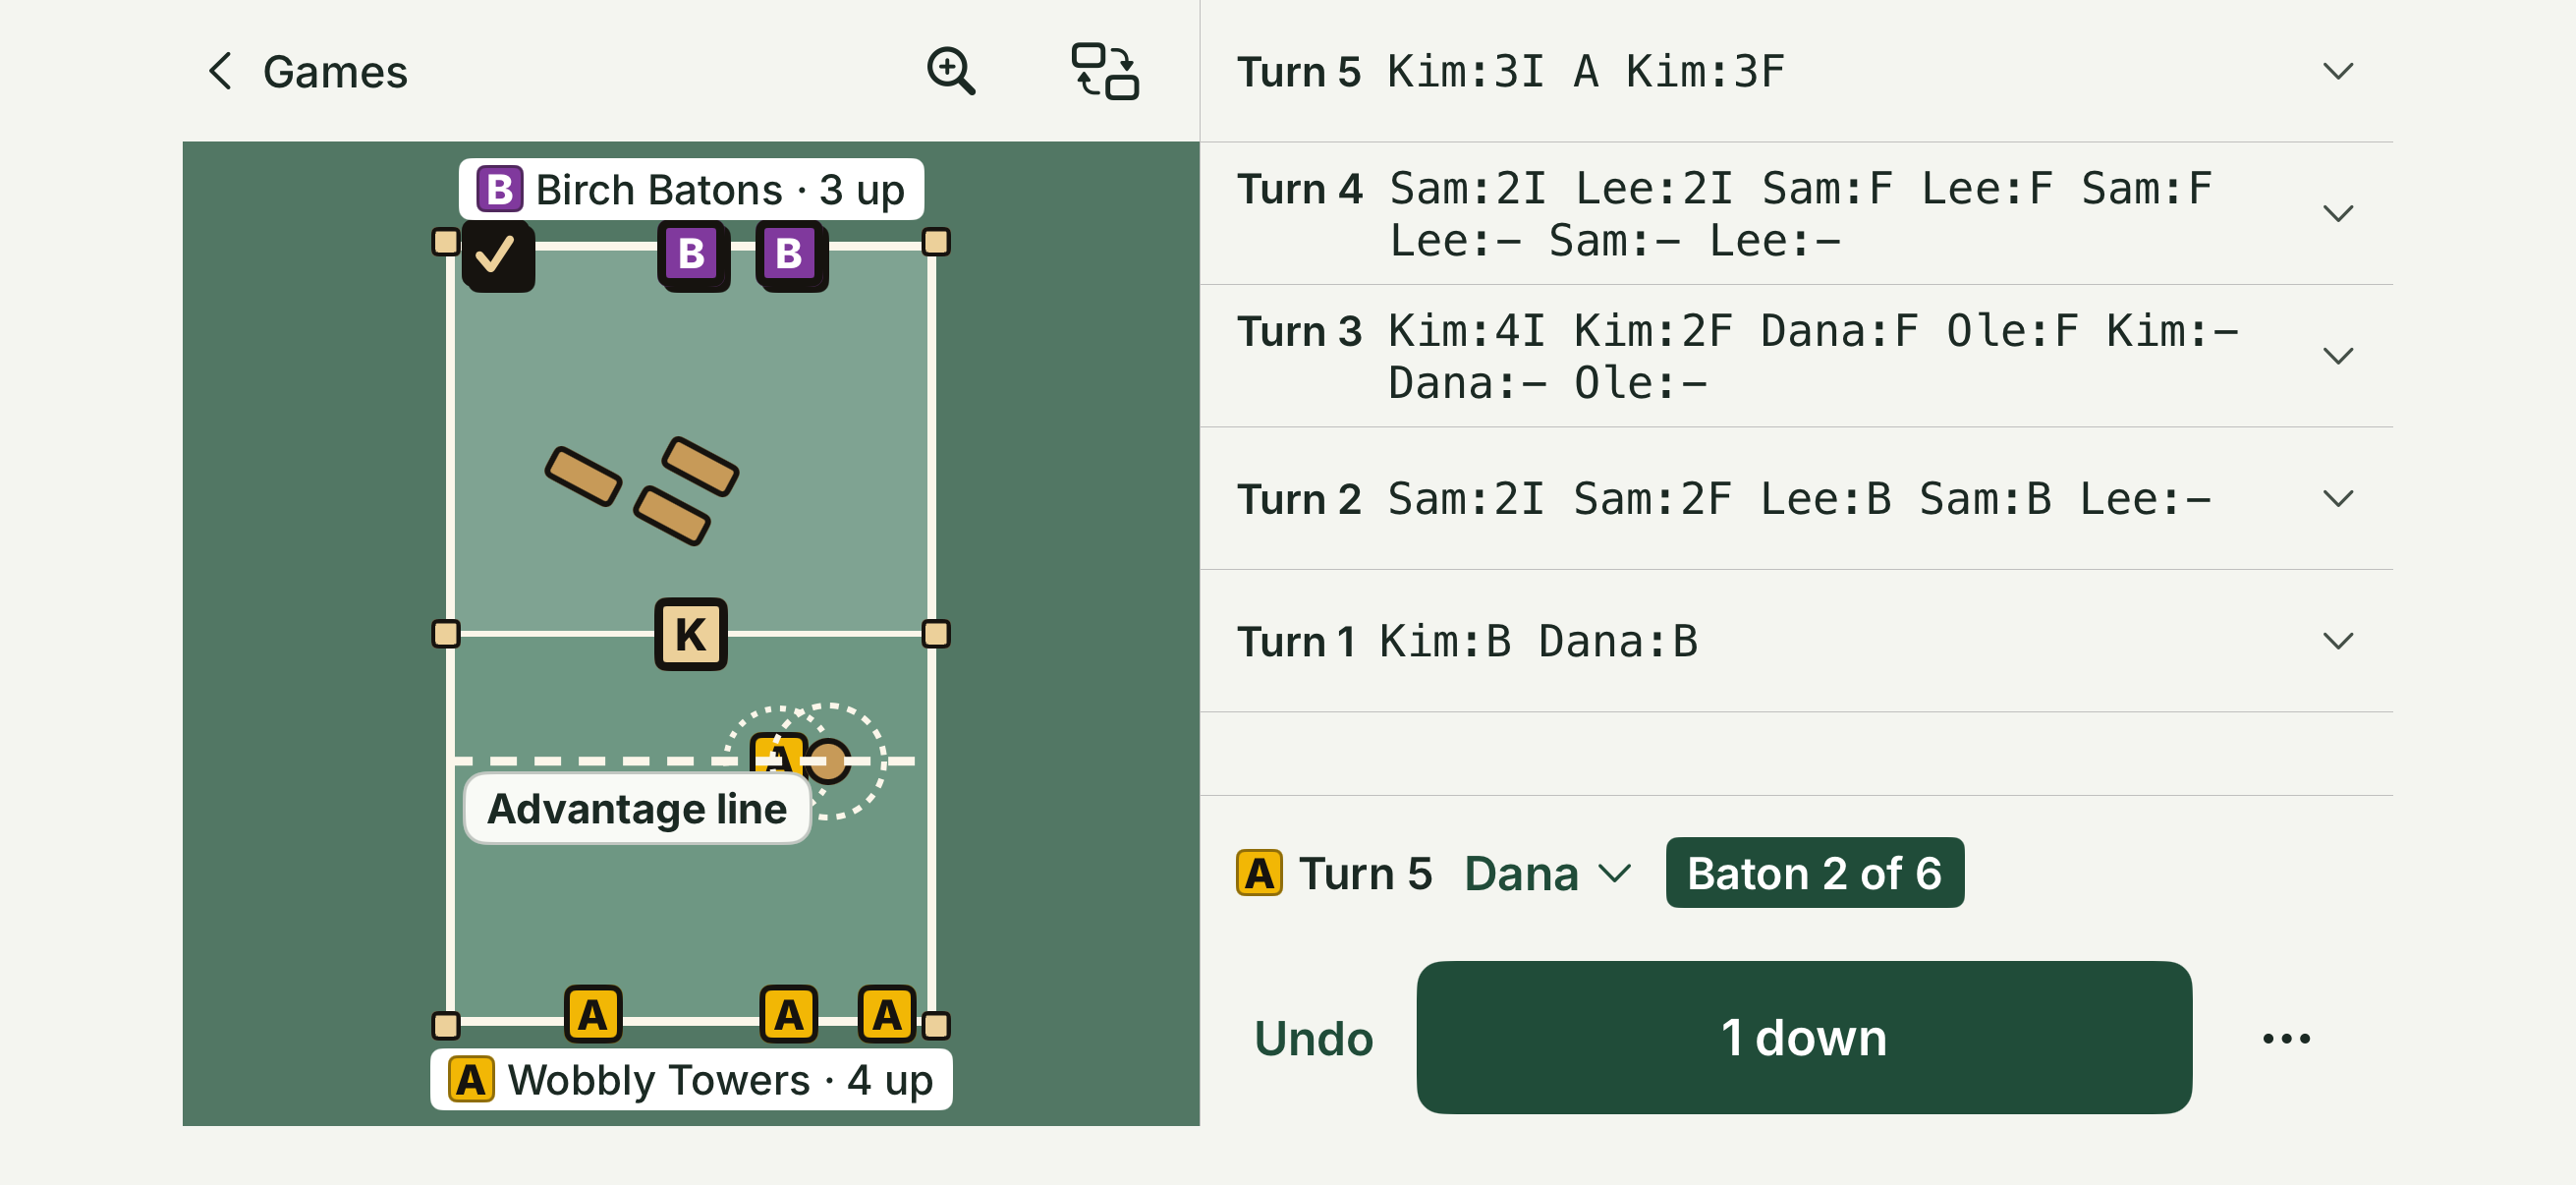 Games
B Birch Batons · 3 up
B B
K
A
Advantage line
A A A
A Wobbly Towers · 4 up
Turn 5 Kim:3I A Kim:3F
Turn 4 Sam:2I Lee:2I Sam:F Lee:F Sam:F
Lee:– Sam:– Lee:–
Turn 3 Kim:4I Kim:2F Dana:F Ole:F Kim:–
Dana:– Ole:–
Turn 2 Sam:2I Sam:2F Lee:B Sam:B Lee:–
Turn 1 Kim:B Dana:B
A Turn 5 Dana Baton 2 of 6
Undo 1 down